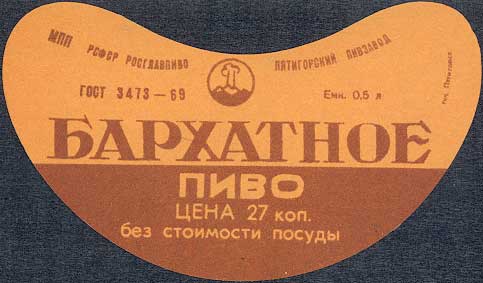 МПП РСФСР РОСГЛАВПИВО
ПЯТИГОРСКИЙ ПИВЗАВОД
ГОСТ 3473—69
Емк. 0,5 л
БАРХАТНОЕ
ПИВО
ЦЕНА 27 коп.
без стоимости посуды